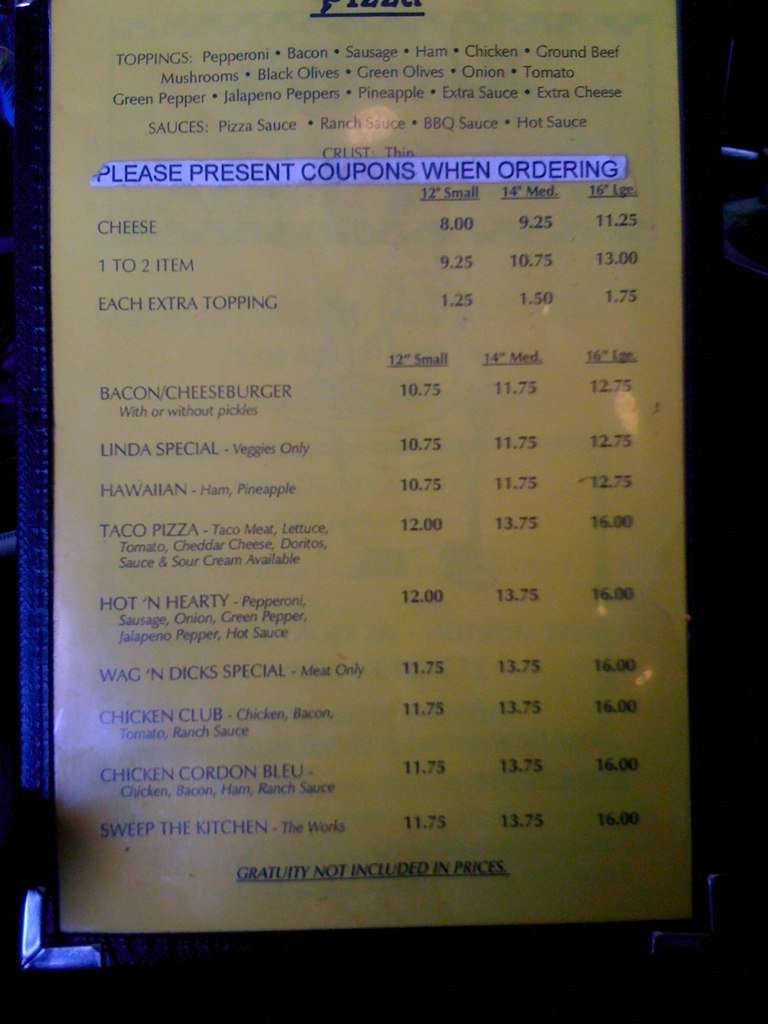 Pizza
TOPPINGS: Pepperoni • Bacon • Sausage • Ham • Chicken • Ground Beef
Mushrooms • Black Olives • Green Olives • Onion • Tomato
Green Pepper • Jalapeno Peppers • Pineapple • Extra Sauce • Extra Cheese
SAUCES: Pizza Sauce • Ranch Sauce • BBQ Sauce • Hot Sauce
CRUST: Thin
PLEASE PRESENT COUPONS WHEN ORDERING
12" Small 14" Med. 16" Lge.
CHEESE 8.00 9.25 11.25
1 TO 2 ITEM 9.25 10.75 13.00
EACH EXTRA TOPPING 1.25 1.50 1.75
12" Small 14" Med. 16" Lge.
BACON/CHEESEBURGER 10.75 11.75 12.75
With or without pickles
LINDA SPECIAL - Veggies Only 10.75 11.75 12.75
HAWAIIAN - Ham, Pineapple 10.75 11.75 12.75
TACO PIZZA - Taco Meat, Lettuce, 12.00 13.75 16.00
Tomato, Cheddar Cheese, Doritos,
Sauce & Sour Cream Available
HOT 'N HEARTY - Pepperoni, 12.00 13.75 16.00
Sausage, Onion, Green Pepper,
Jalapeno Pepper, Hot Sauce
WAG 'N DICKS SPECIAL - Meat Only 11.75 13.75 16.00
CHICKEN CLUB - Chicken, Bacon, 11.75 13.75 16.00
Tomato, Ranch Sauce
CHICKEN CORDON BLEU - 11.75 13.75 16.00
Chicken, Bacon, Ham, Ranch Sauce
SWEEP THE KITCHEN - The Works 11.75 13.75 16.00
GRATUITY NOT INCLUDED IN PRICES.